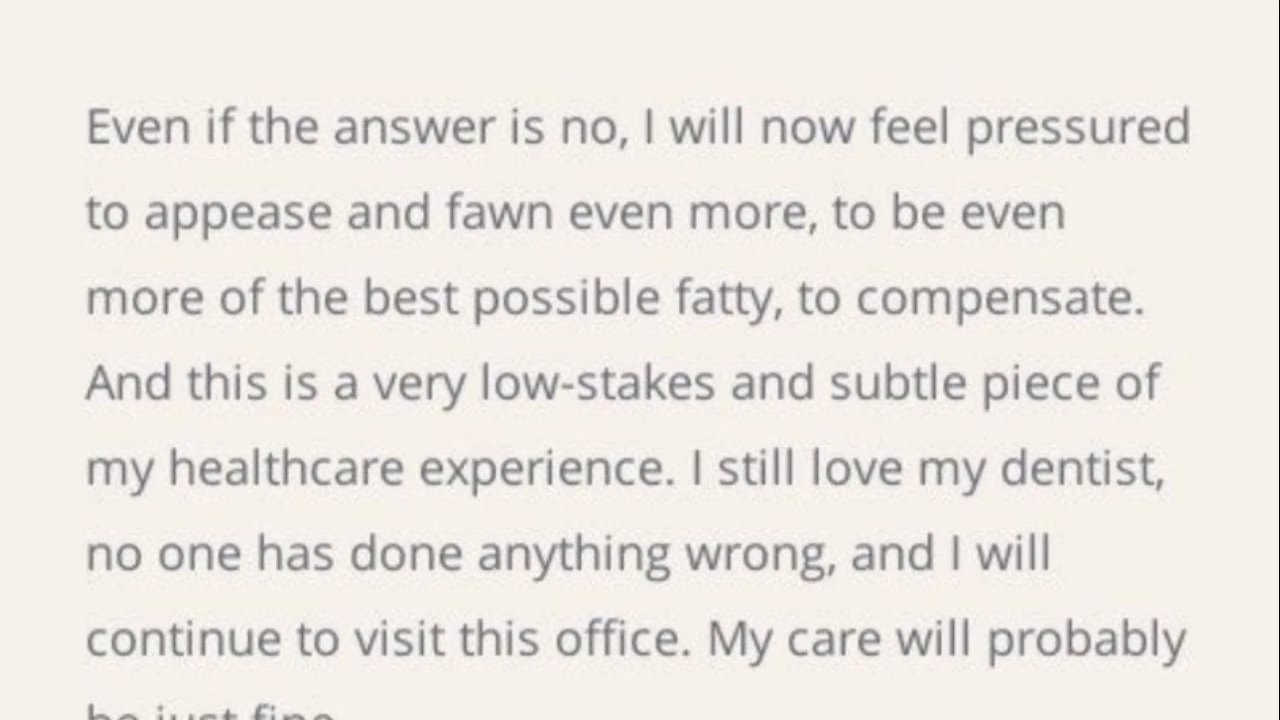 Even if the answer is no, I will now feel pressured
to appease and fawn even more, to be even
more of the best possible fatty, to compensate.
And this is a very low-stakes and subtle piece of
my healthcare experience. I still love my dentist,
no one has done anything wrong, and I will
continue to visit this office. My care will probably
be just fine.